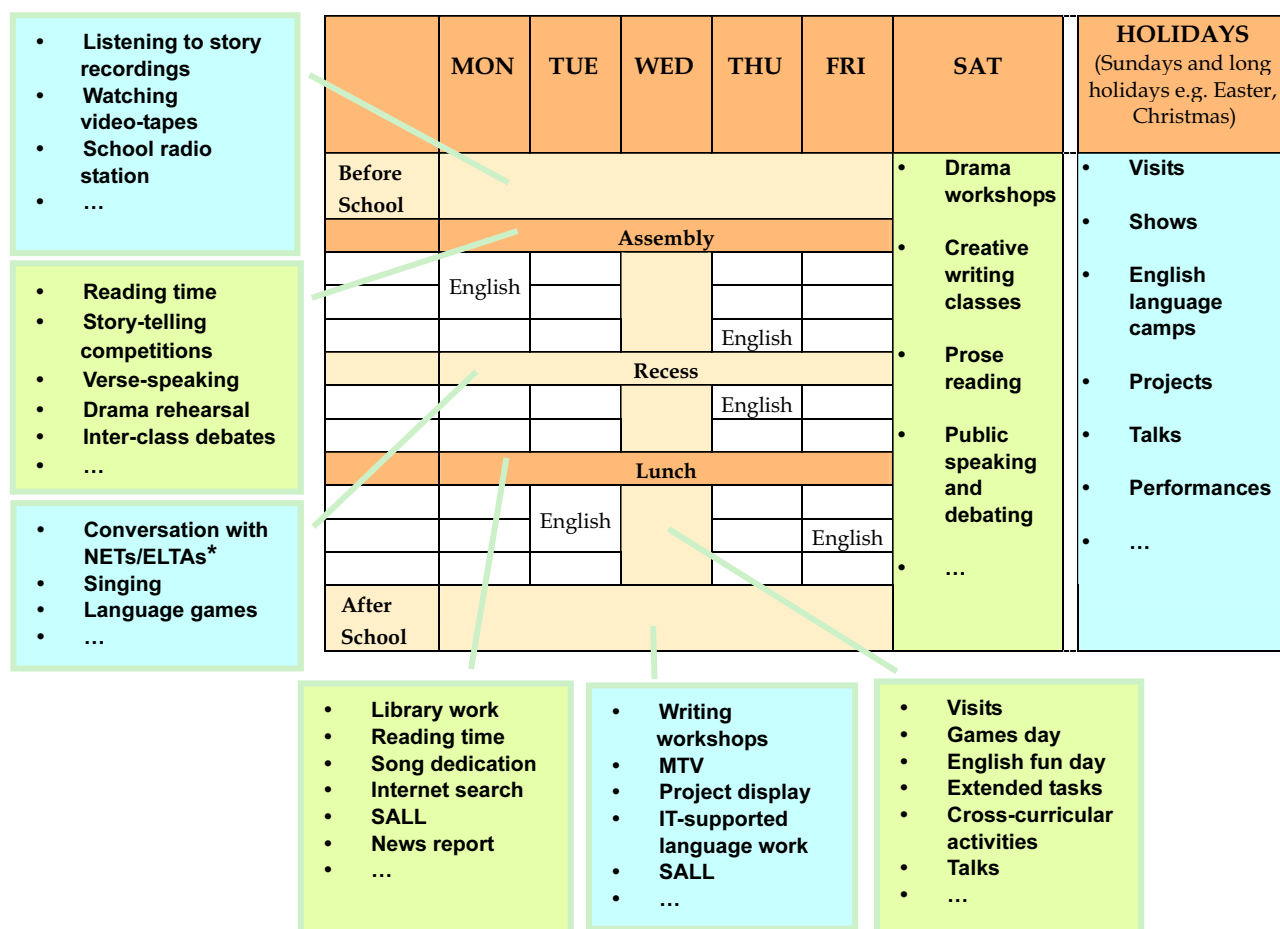 • Listening to story
recordings
• Watching
video-tapes
• School radio
station
• …
• Reading time
• Story-telling
competitions
• Verse-speaking
• Drama rehearsal
• Inter-class debates
• …
• Conversation with
NETs/ELTAs*
• Singing
• Language games
• …
MON TUE WED THU FRI SAT
HOLIDAYS
(Sundays and long
holidays e.g. Easter,
Christmas)
Before
School
Assembly
English
English
Recess
English
Lunch
English
English
After
School
• Drama
workshops
• Creative
writing
classes
• Prose
reading
• Public
speaking
and
debating
• …
• Visits
• Shows
• English
language
camps
• Projects
• Talks
• Performances
• …
• Library work
• Reading time
• Song dedication
• Internet search
• SALL
• News report
• …
• Writing
workshops
• MTV
• Project display
• IT-supported
language work
• SALL
• …
• Visits
• Games day
• English fun day
• Extended tasks
• Cross-curricular
activities
• Talks
• …